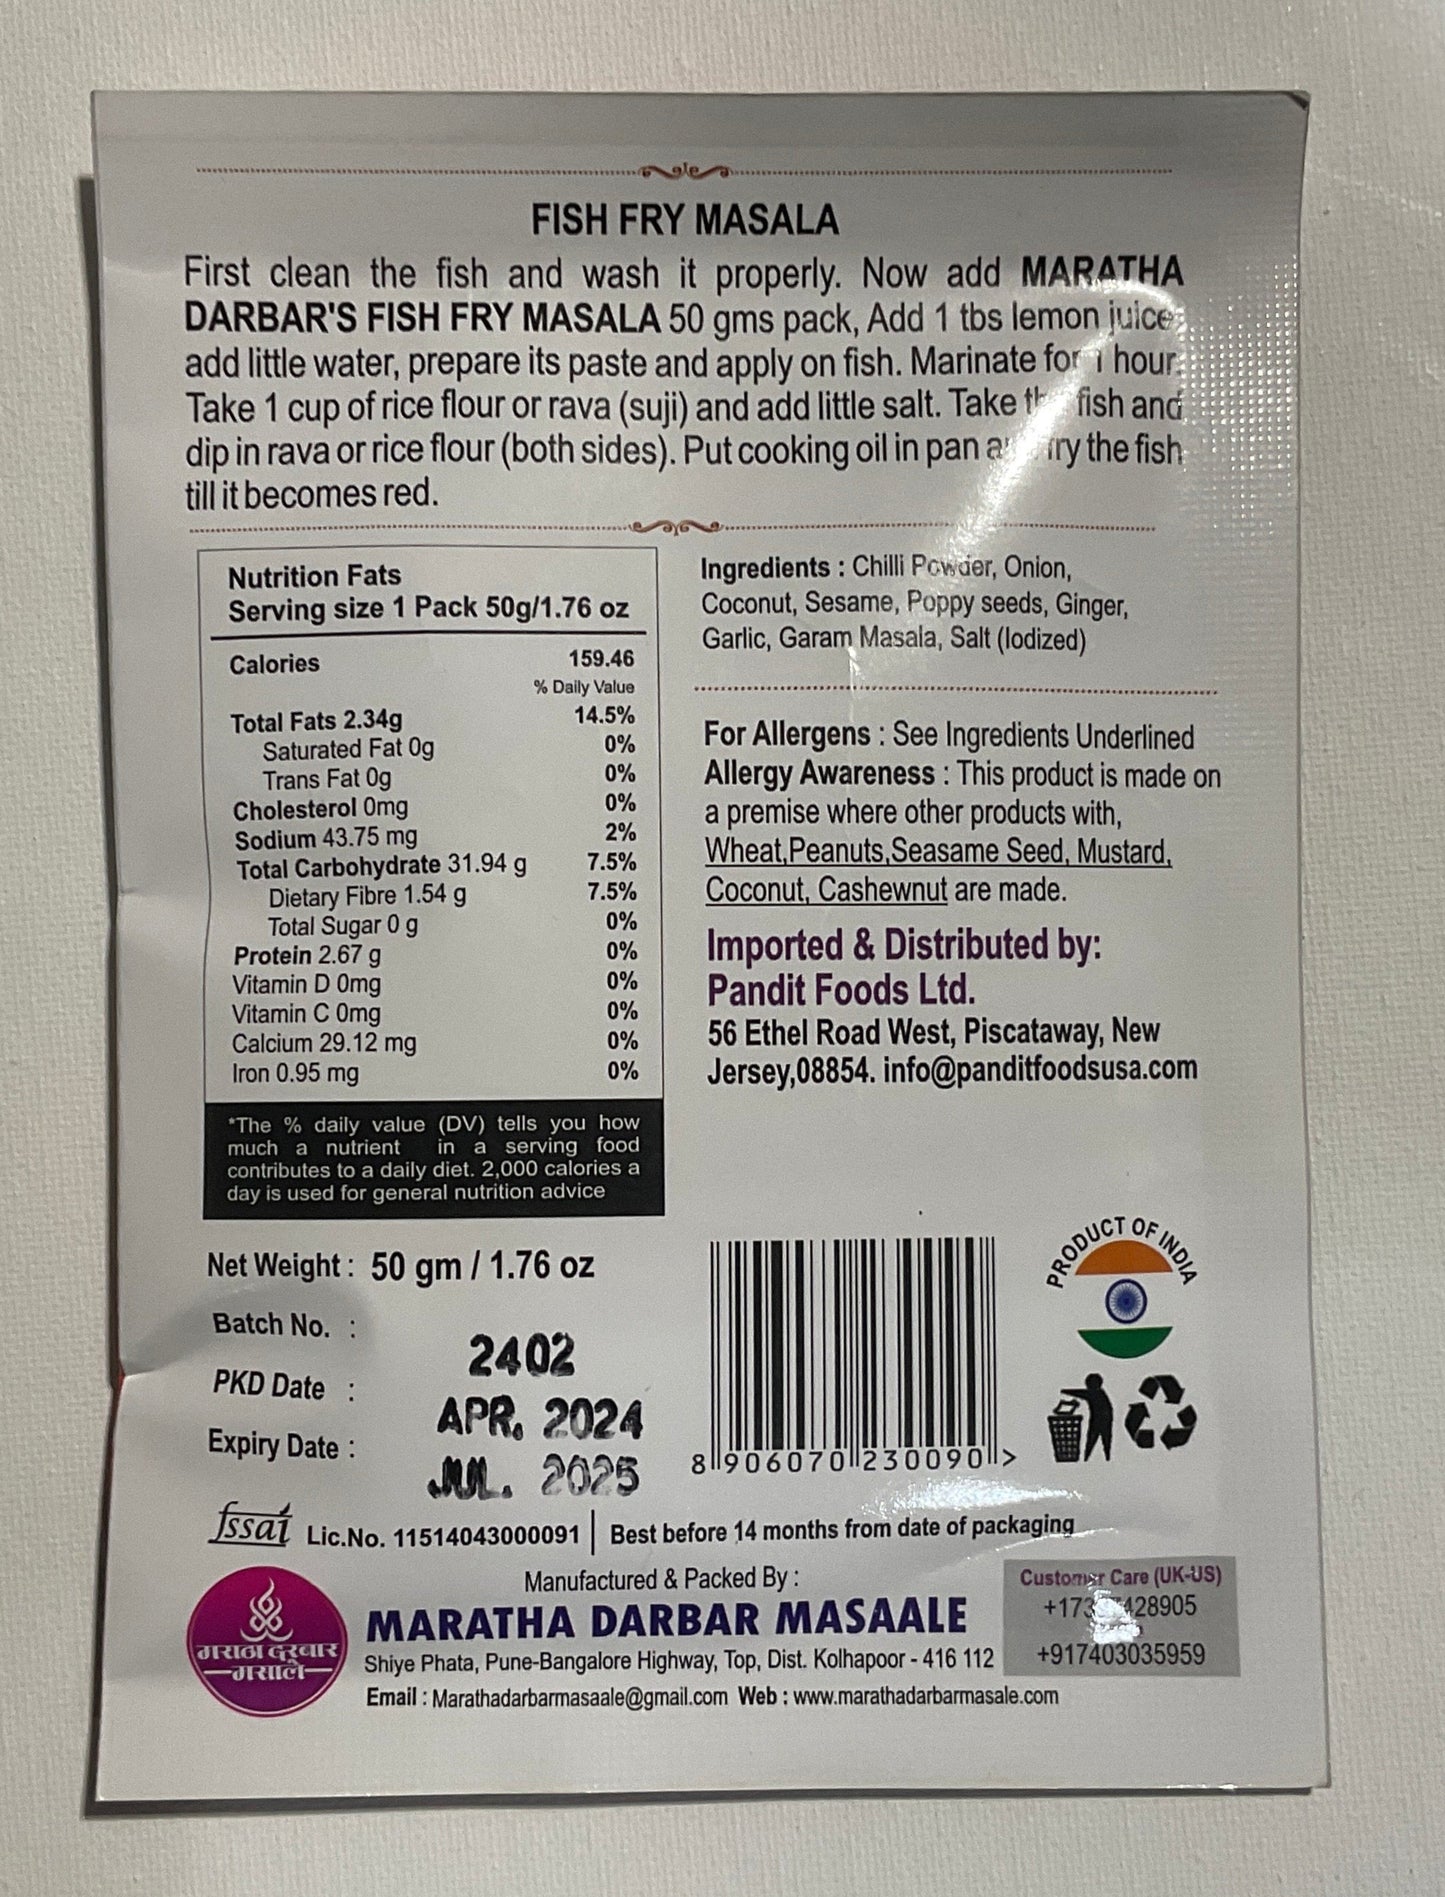 FISH FRY MASALA
First clean the fish and wash it properly. Now add MARATHA
DARBAR'S FISH FRY MASALA 50 gms pack, Add 1 tbs lemon juice,
add little water, prepare its paste and apply on fish. Marinate for 1 hour.
Take 1 cup of rice flour or rava (suji) and add little salt. Take the fish and
dip in rava or rice flour (both sides). Put cooking oil in pan and fry the fish
till it becomes red.
Nutrition Fats
Serving size 1 Pack 50g/1.76 oz
Calories 159.46
% Daily Value
Total Fats 2.34g 14.5%
Saturated Fat 0g 0%
Trans Fat 0g 0%
Cholesterol 0mg 0%
Sodium 43.75 mg 2%
Total Carbohydrate 31.94 g 7.5%
Dietary Fibre 1.54 g 7.5%
Total Sugar 0 g 0%
Protein 2.67 g 0%
Vitamin D 0mg 0%
Vitamin C 0mg 0%
Calcium 29.12 mg 0%
Iron 0.95 mg 0%
*The % daily value (DV) tells you how
much a nutrient in a serving food
contributes to a daily diet. 2,000 calories a
day is used for general nutrition advice
Ingredients : Chilli Powder, Onion,
Coconut, Sesame, Poppy seeds, Ginger,
Garlic, Garam Masala, Salt (Iodized)
For Allergens : See Ingredients Underlined
Allergy Awareness : This product is made on
a premise where other products with,
Wheat,Peanuts,Seasame Seed, Mustard,
Coconut, Cashewnut are made.
Imported & Distributed by:
Pandit Foods Ltd.
56 Ethel Road West, Piscataway, New
Jersey,08854. info@panditfoodsusa.com
Net Weight : 50 gm / 1.76 oz
Batch No. : 2402
PKD Date : APR. 2024
Expiry Date : JUL. 2025
8 906070 230090 >
PRODUCT OF INDIA
fssai Lic.No. 11514043000091 | Best before 14 months from date of packaging
मराठा दरबार
मसाले
Manufactured & Packed By :
MARATHA DARBAR MASAALE
Shiye Phata, Pune-Bangalore Highway, Top, Dist. Kolhapoor - 416 112
Email : Marathadarbarmasaale@gmail.com Web : www.marathadarbarmasale.com
Customer Care (UK-US)
+917403035959